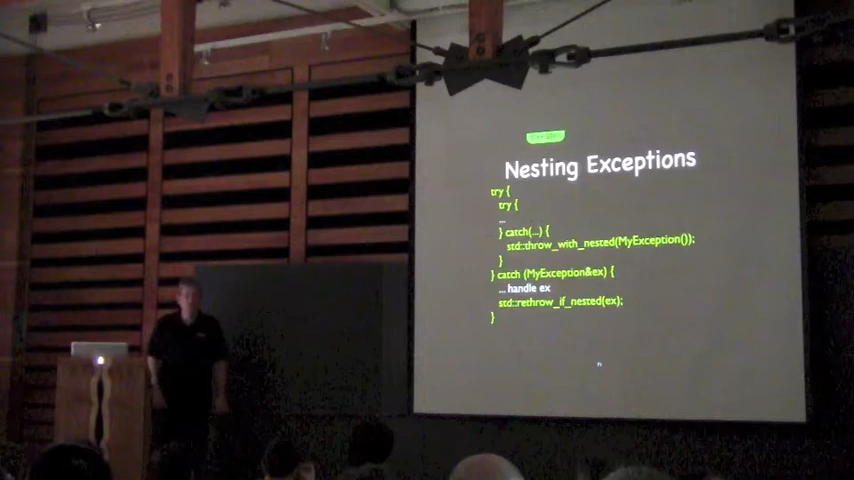 Nesting Exceptions
try {
try {
...
} catch(...) {
std::throw_with_nested(MyException());
}
} catch (MyException&ex) {
... handle ex
std::rethrow_if_nested(ex);
}